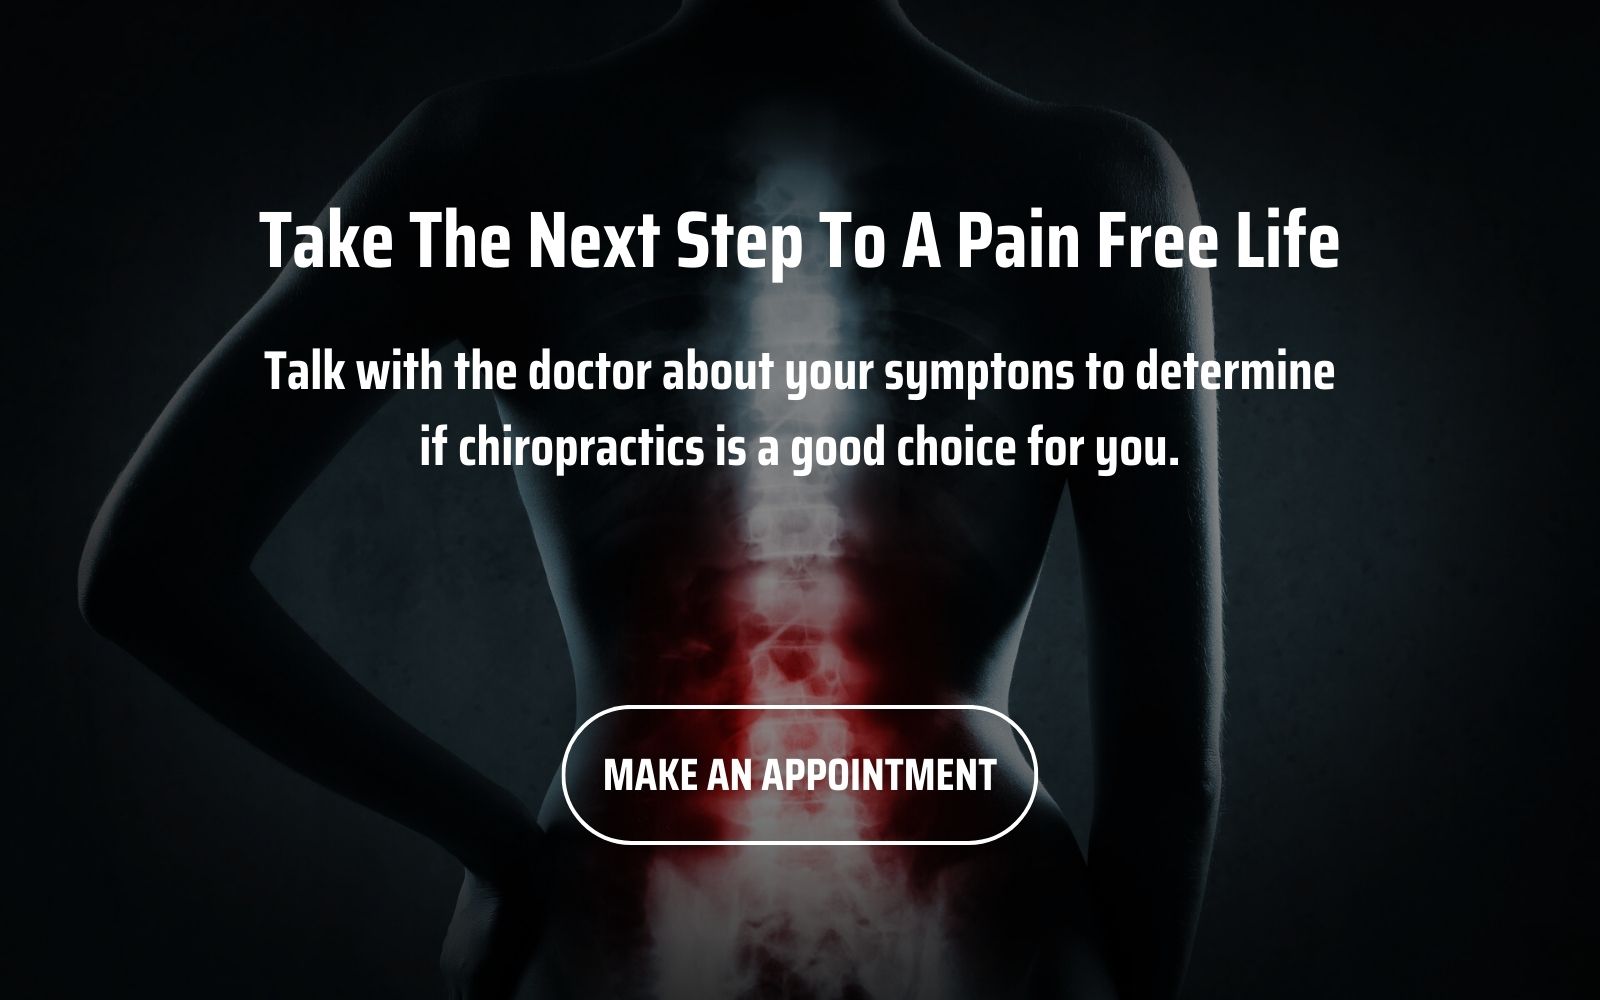 Take The Next Step To A Pain Free Life
Talk with the doctor about your symptons to determine
if chiropractics is a good choice for you.
MAKE AN APPOINTMENT